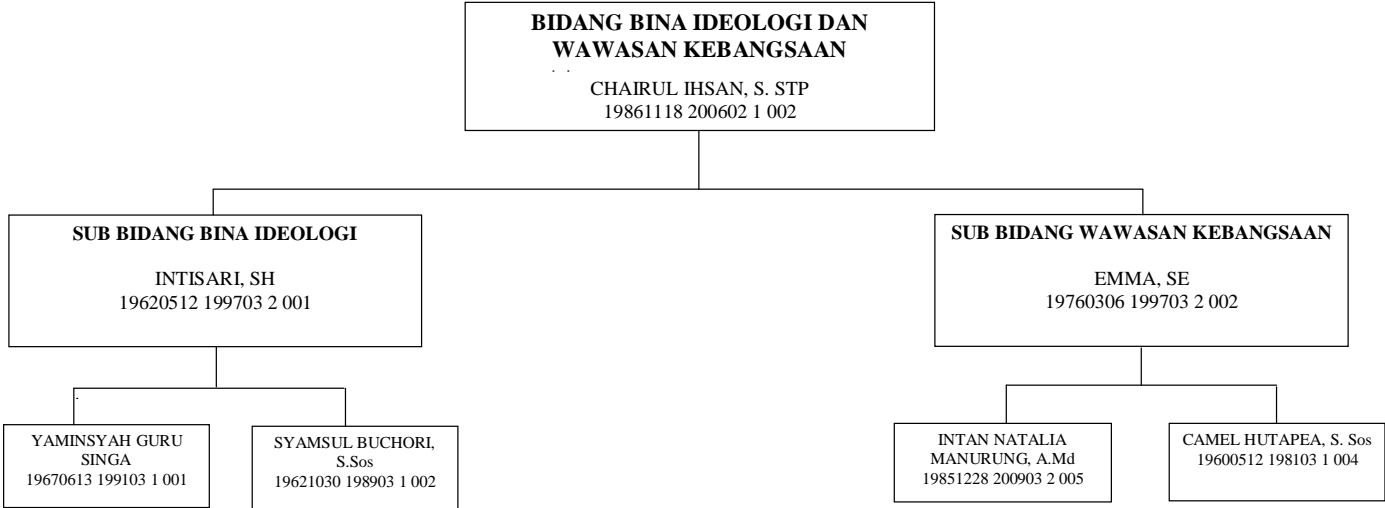 BIDANG BINA IDEOLOGI DAN
WAWASAN KEBANGSAAN
CHAIRUL IHSAN, S. STP
19861118 200602 1 002
SUB BIDANG BINA IDEOLOGI
INTISARI, SH
19620512 199703 2 001
SUB BIDANG WAWASAN KEBANGSAAN
EMMA, SE
19760306 199703 2 002
YAMINSYAH GURU
SINGA
19670613 199103 1 001
SYAMSUL BUCHORI,
S.Sos
19621030 198903 1 002
INTAN NATALIA
MANURUNG, A.Md
19851228 200903 2 005
CAMEL HUTAPEA, S. Sos
19600512 198103 1 004